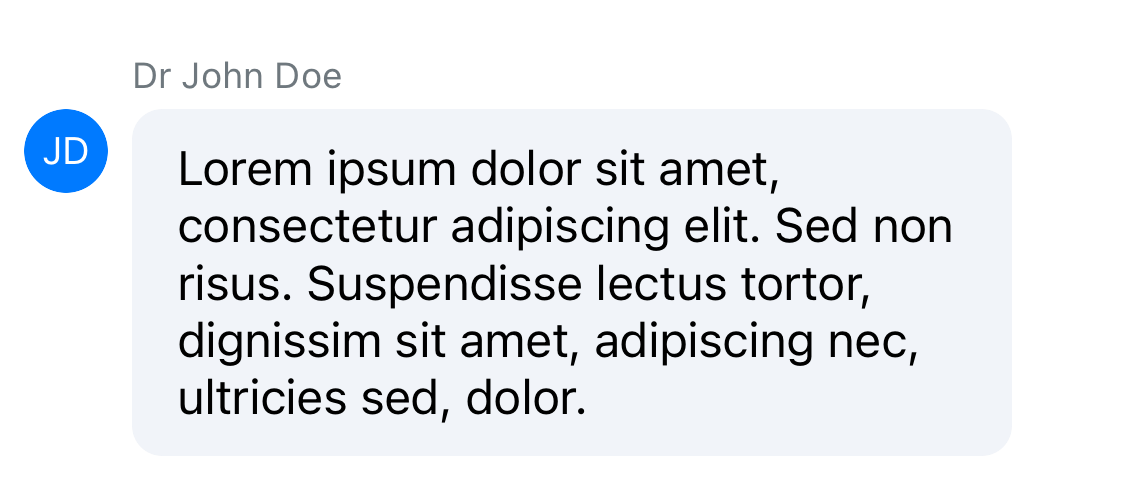 Dr John Doe
JD
Lorem ipsum dolor sit amet,
consectetur adipiscing elit. Sed non
risus. Suspendisse lectus tortor,
dignissim sit amet, adipiscing nec,
ultricies sed, dolor.